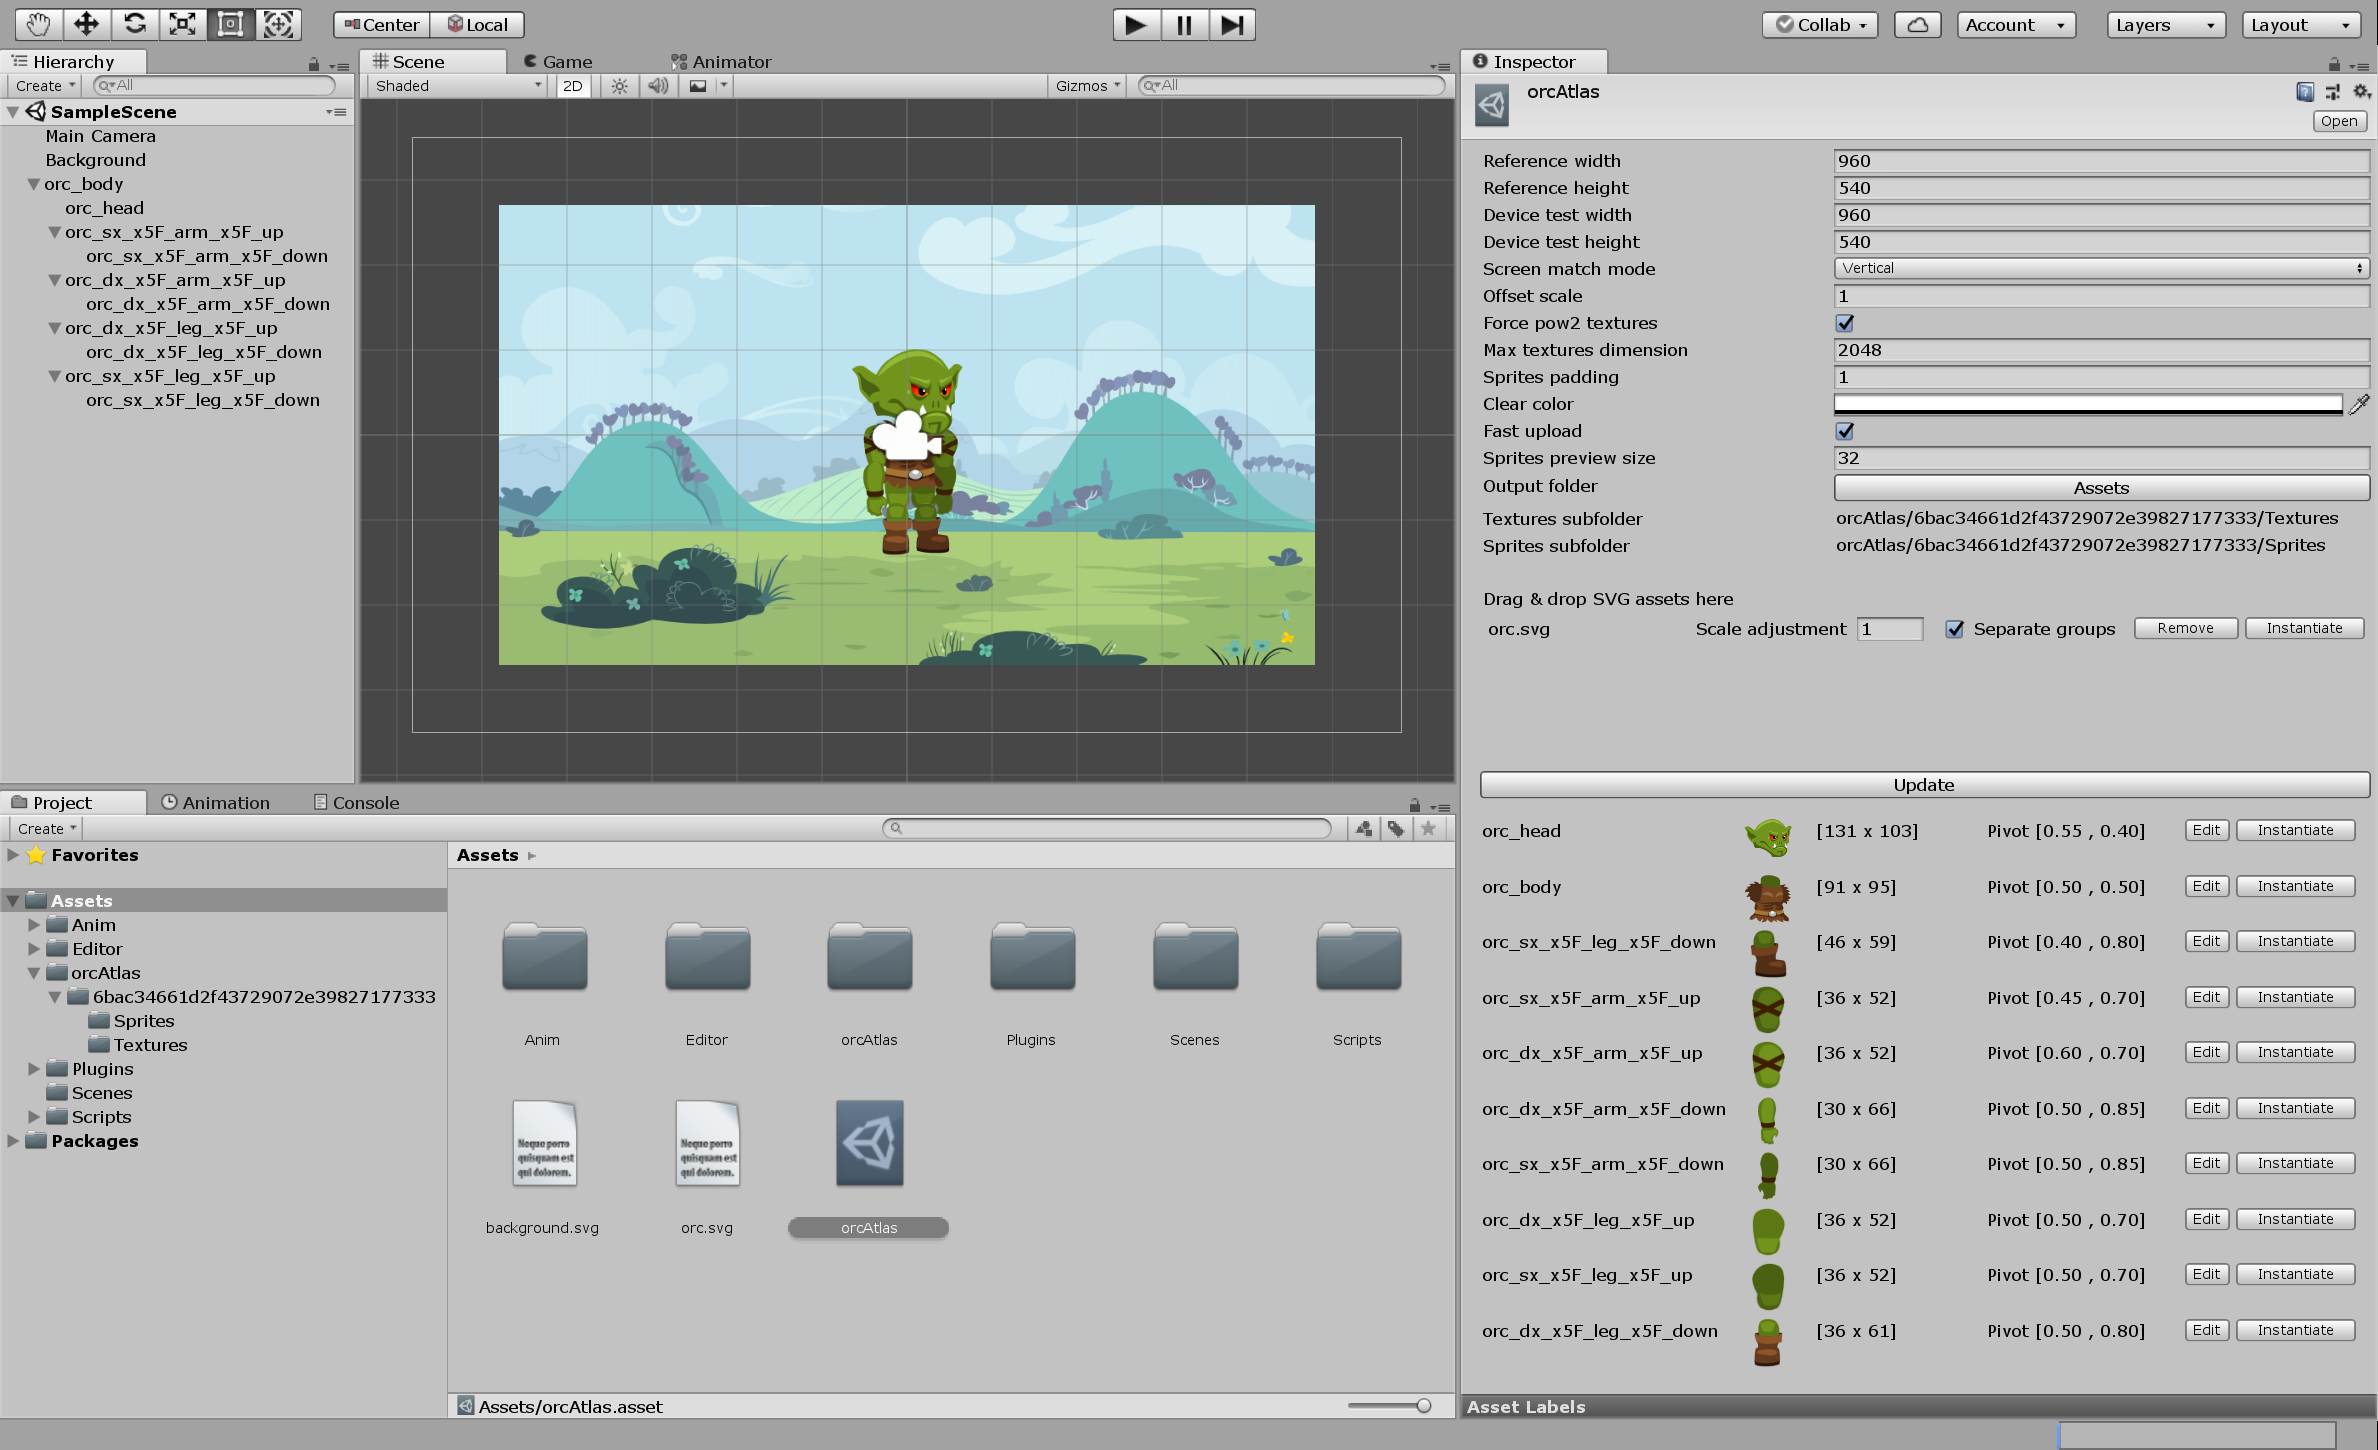 Center Local Collab Account Layers Layout
Hierarchy
Create All
SampleScene
Main Camera
Background
orc_body
orc_head
orc_sx_x5F_arm_x5F_up
orc_sx_x5F_arm_x5F_down
orc_dx_x5F_arm_x5F_up
orc_dx_x5F_arm_x5F_down
orc_dx_x5F_leg_x5F_up
orc_dx_x5F_leg_x5F_down
orc_sx_x5F_leg_x5F_up
orc_sx_x5F_leg_x5F_down
Scene Game Animator
Shaded 2D Gizmos All
Inspector
orcAtlas
Open
Reference width 960
Reference height 540
Device test width 960
Device test height 540
Screen match mode Vertical
Offset scale 1
Force pow2 textures
Max textures dimension 2048
Sprites padding 1
Clear color
Fast upload
Sprites preview size 32
Output folder Assets
Textures subfolder orcAtlas/6bac34661d2f43729072e39827177333/Textures
Sprites subfolder orcAtlas/6bac34661d2f43729072e39827177333/Sprites
Drag & drop SVG assets here
orc.svg Scale adjustment 1 Separate groups Remove Instantiate
Update
orc_head [131 x 103] Pivot [0.55 , 0.40] Edit Instantiate
orc_body [91 x 95] Pivot [0.50 , 0.50] Edit Instantiate
orc_sx_x5F_leg_x5F_down [46 x 59] Pivot [0.40 , 0.80] Edit Instantiate
orc_sx_x5F_arm_x5F_up [36 x 52] Pivot [0.45 , 0.70] Edit Instantiate
orc_dx_x5F_arm_x5F_up [36 x 52] Pivot [0.60 , 0.70] Edit Instantiate
orc_dx_x5F_arm_x5F_down [30 x 66] Pivot [0.50 , 0.85] Edit Instantiate
orc_sx_x5F_arm_x5F_down [30 x 66] Pivot [0.50 , 0.85] Edit Instantiate
orc_dx_x5F_leg_x5F_up [36 x 52] Pivot [0.50 , 0.70] Edit Instantiate
orc_sx_x5F_leg_x5F_up [36 x 52] Pivot [0.50 , 0.70] Edit Instantiate
orc_dx_x5F_leg_x5F_down [36 x 61] Pivot [0.50 , 0.80] Edit Instantiate
Asset Labels
Project Animation Console
Create
Favorites
Assets
Anim
Editor
orcAtlas
6bac34661d2f43729072e39827177333
Sprites
Textures
Plugins
Scenes
Scripts
Packages
Assets
Anim Editor orcAtlas Plugins Scenes Scripts
Neque porro
quisquam est
qui dolorem.
Neque porro
quisquam est
qui dolorem.
background.svg orc.svg orcAtlas
Assets/orcAtlas.asset